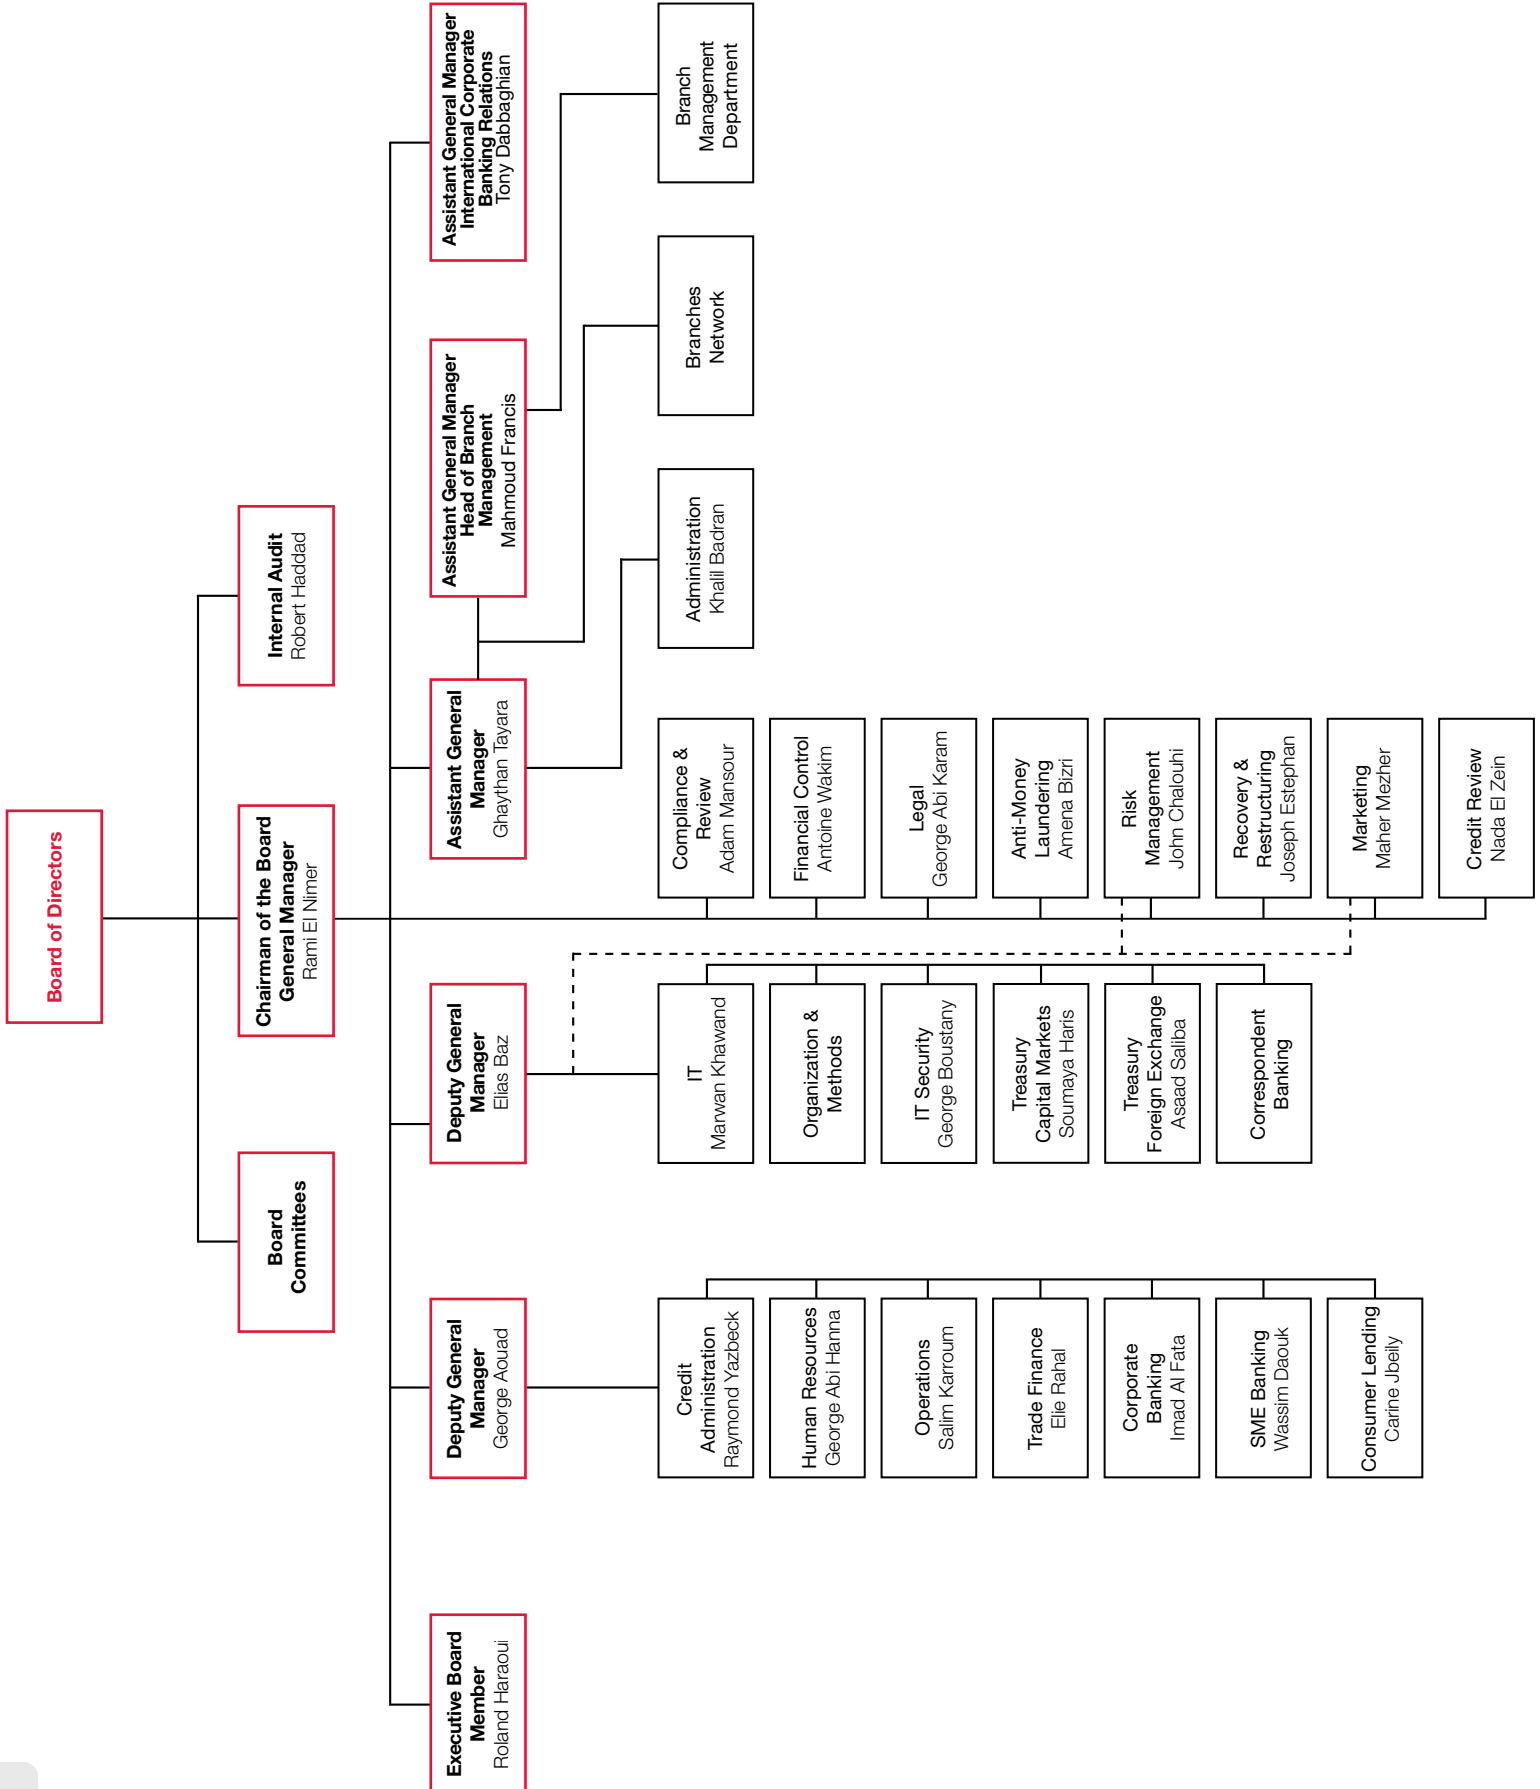 Board of Directors
Board
Committees
Chairman of the Board
General Manager
Rami El Nimer
Internal Audit
Robert Haddad
Executive Board
Member
Roland Haraoui
Deputy General
Manager
George Aouad
Deputy General
Manager
Elias Baz
Assistant General
Manager
Ghaythan Tayara
Assistant General Manager
Head of Branch
Management
Mahmoud Francis
Assistant General Manager
International Corporate
Banking Relations
Tony Dabbaghian
Credit
Administration
Raymond Yazbeck
Human Resources
George Abi Hanna
Operations
Salim Karroum
Trade Finance
Elie Rahal
Corporate
Banking
Imad Al Fata
SME Banking
Wassim Daouk
Consumer Lending
Carine Jbeily
IT
Marwan Khawand
Organization &
Methods
IT Security
George Boustany
Treasury
Capital Markets
Soumaya Haris
Treasury
Foreign Exchange
Asaad Saliba
Correspondent
Banking
Compliance &
Review
Adam Mansour
Financial Control
Antoine Wakim
Legal
George Abi Karam
Anti-Money
Laundering
Amena Bizri
Risk
Management
John Chalouhi
Recovery &
Restructuring
Joseph Estephan
Marketing
Maher Mezher
Credit Review
Nada El Zein
Administration
Khalil Badran
Branches
Network
Branch
Management
Department